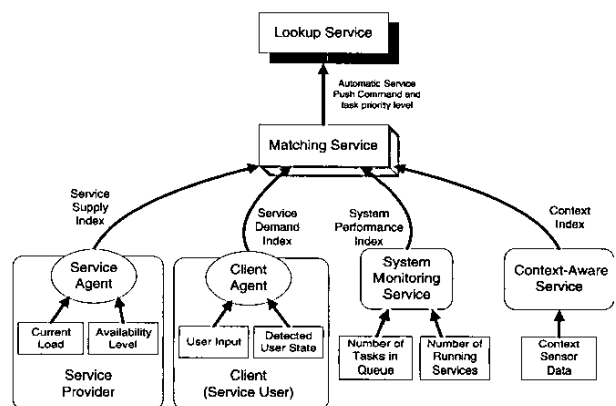 Lookup Service
Automatic Service
Push Command and
task priority level
Matching Service
Service
Supply
Index
Service
Demand
Index
System
Performance
Index
Context
Index
Service
Agent
Client
Agent
System
Monitoring
Service
Context-Aware
Service
Current
Load
Availability
Level
User Input
Detected
User State
Number of
Tasks in
Queue
Number of
Running
Services
Context
Sensor
Data
Service
Provider
Client
(Service User)